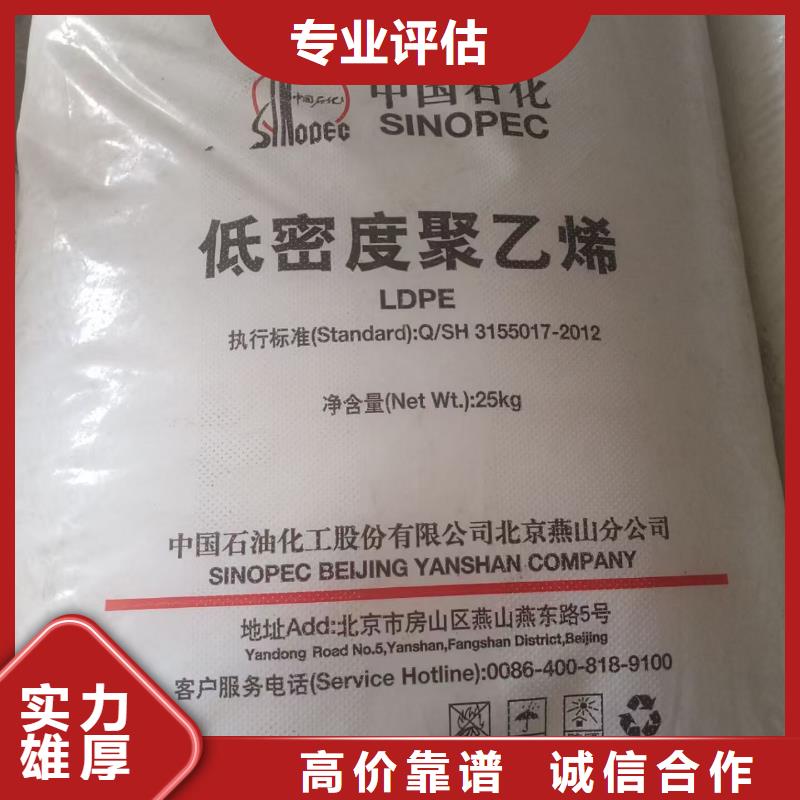 专业评估
中国石化
SINOPEC
中国石化
SINOPEC
低密度聚乙烯
LDPE
执行标准(Standard):Q/SH 3155017-2012
净含量(Net Wt.):25kg
中国石油化工股份有限公司北京燕山分公司
SINOPEC BEIJING YANSHAN COMPANY
地址Add:北京市房山区燕山燕东路5号
Yandong Road No.5,Yanshan,Fangshan District,Beijing
客户服务电话(Service Hotline):0086-400-818-9100
实力
雄厚
高价靠谱 诚信合作